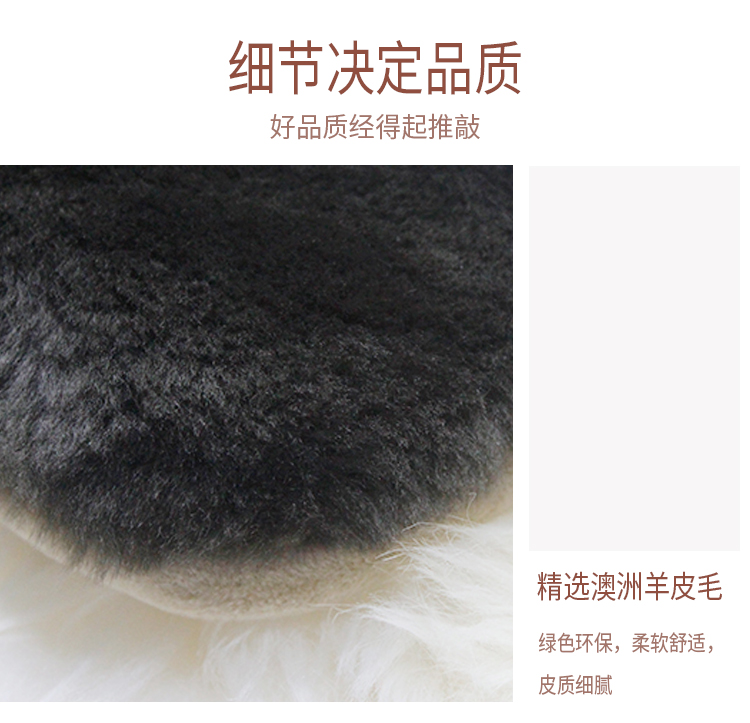 细节决定品质
好品质经得起推敲
精选澳洲羊皮毛
绿色环保，柔软舒适，
皮质细腻